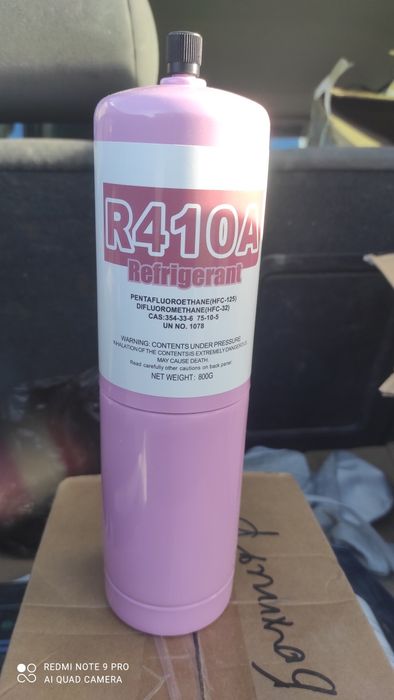 R410A
Refrigerant
PENTAFLUOROETHANE(HFC-125)
DIFLUOROMETHANE(HFC-32)
CAS:354-33-6 75-10-5
UN NO. 1078
WARNING: CONTENTS UNDER PRESSURE
INHALATION OF THE CONTENTS IS EXTREMELY DANGEROUS
MAY CAUSE DEATH.
Read carefully other cautions on back panel.
NET WEIGHT: 800G
REDMI NOTE 9 PRO
AI QUAD CAMERA